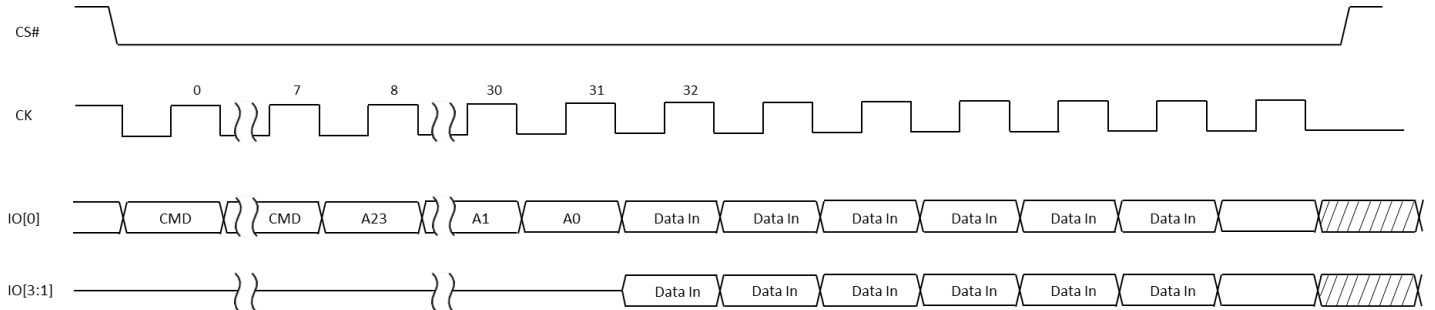 CS#
0 7 8 30 31 32
CK
IO[0] CMD CMD A23 A1 A0 Data In Data In Data In Data In Data In Data In
IO[3:1] Data In Data In Data In Data In Data In Data In